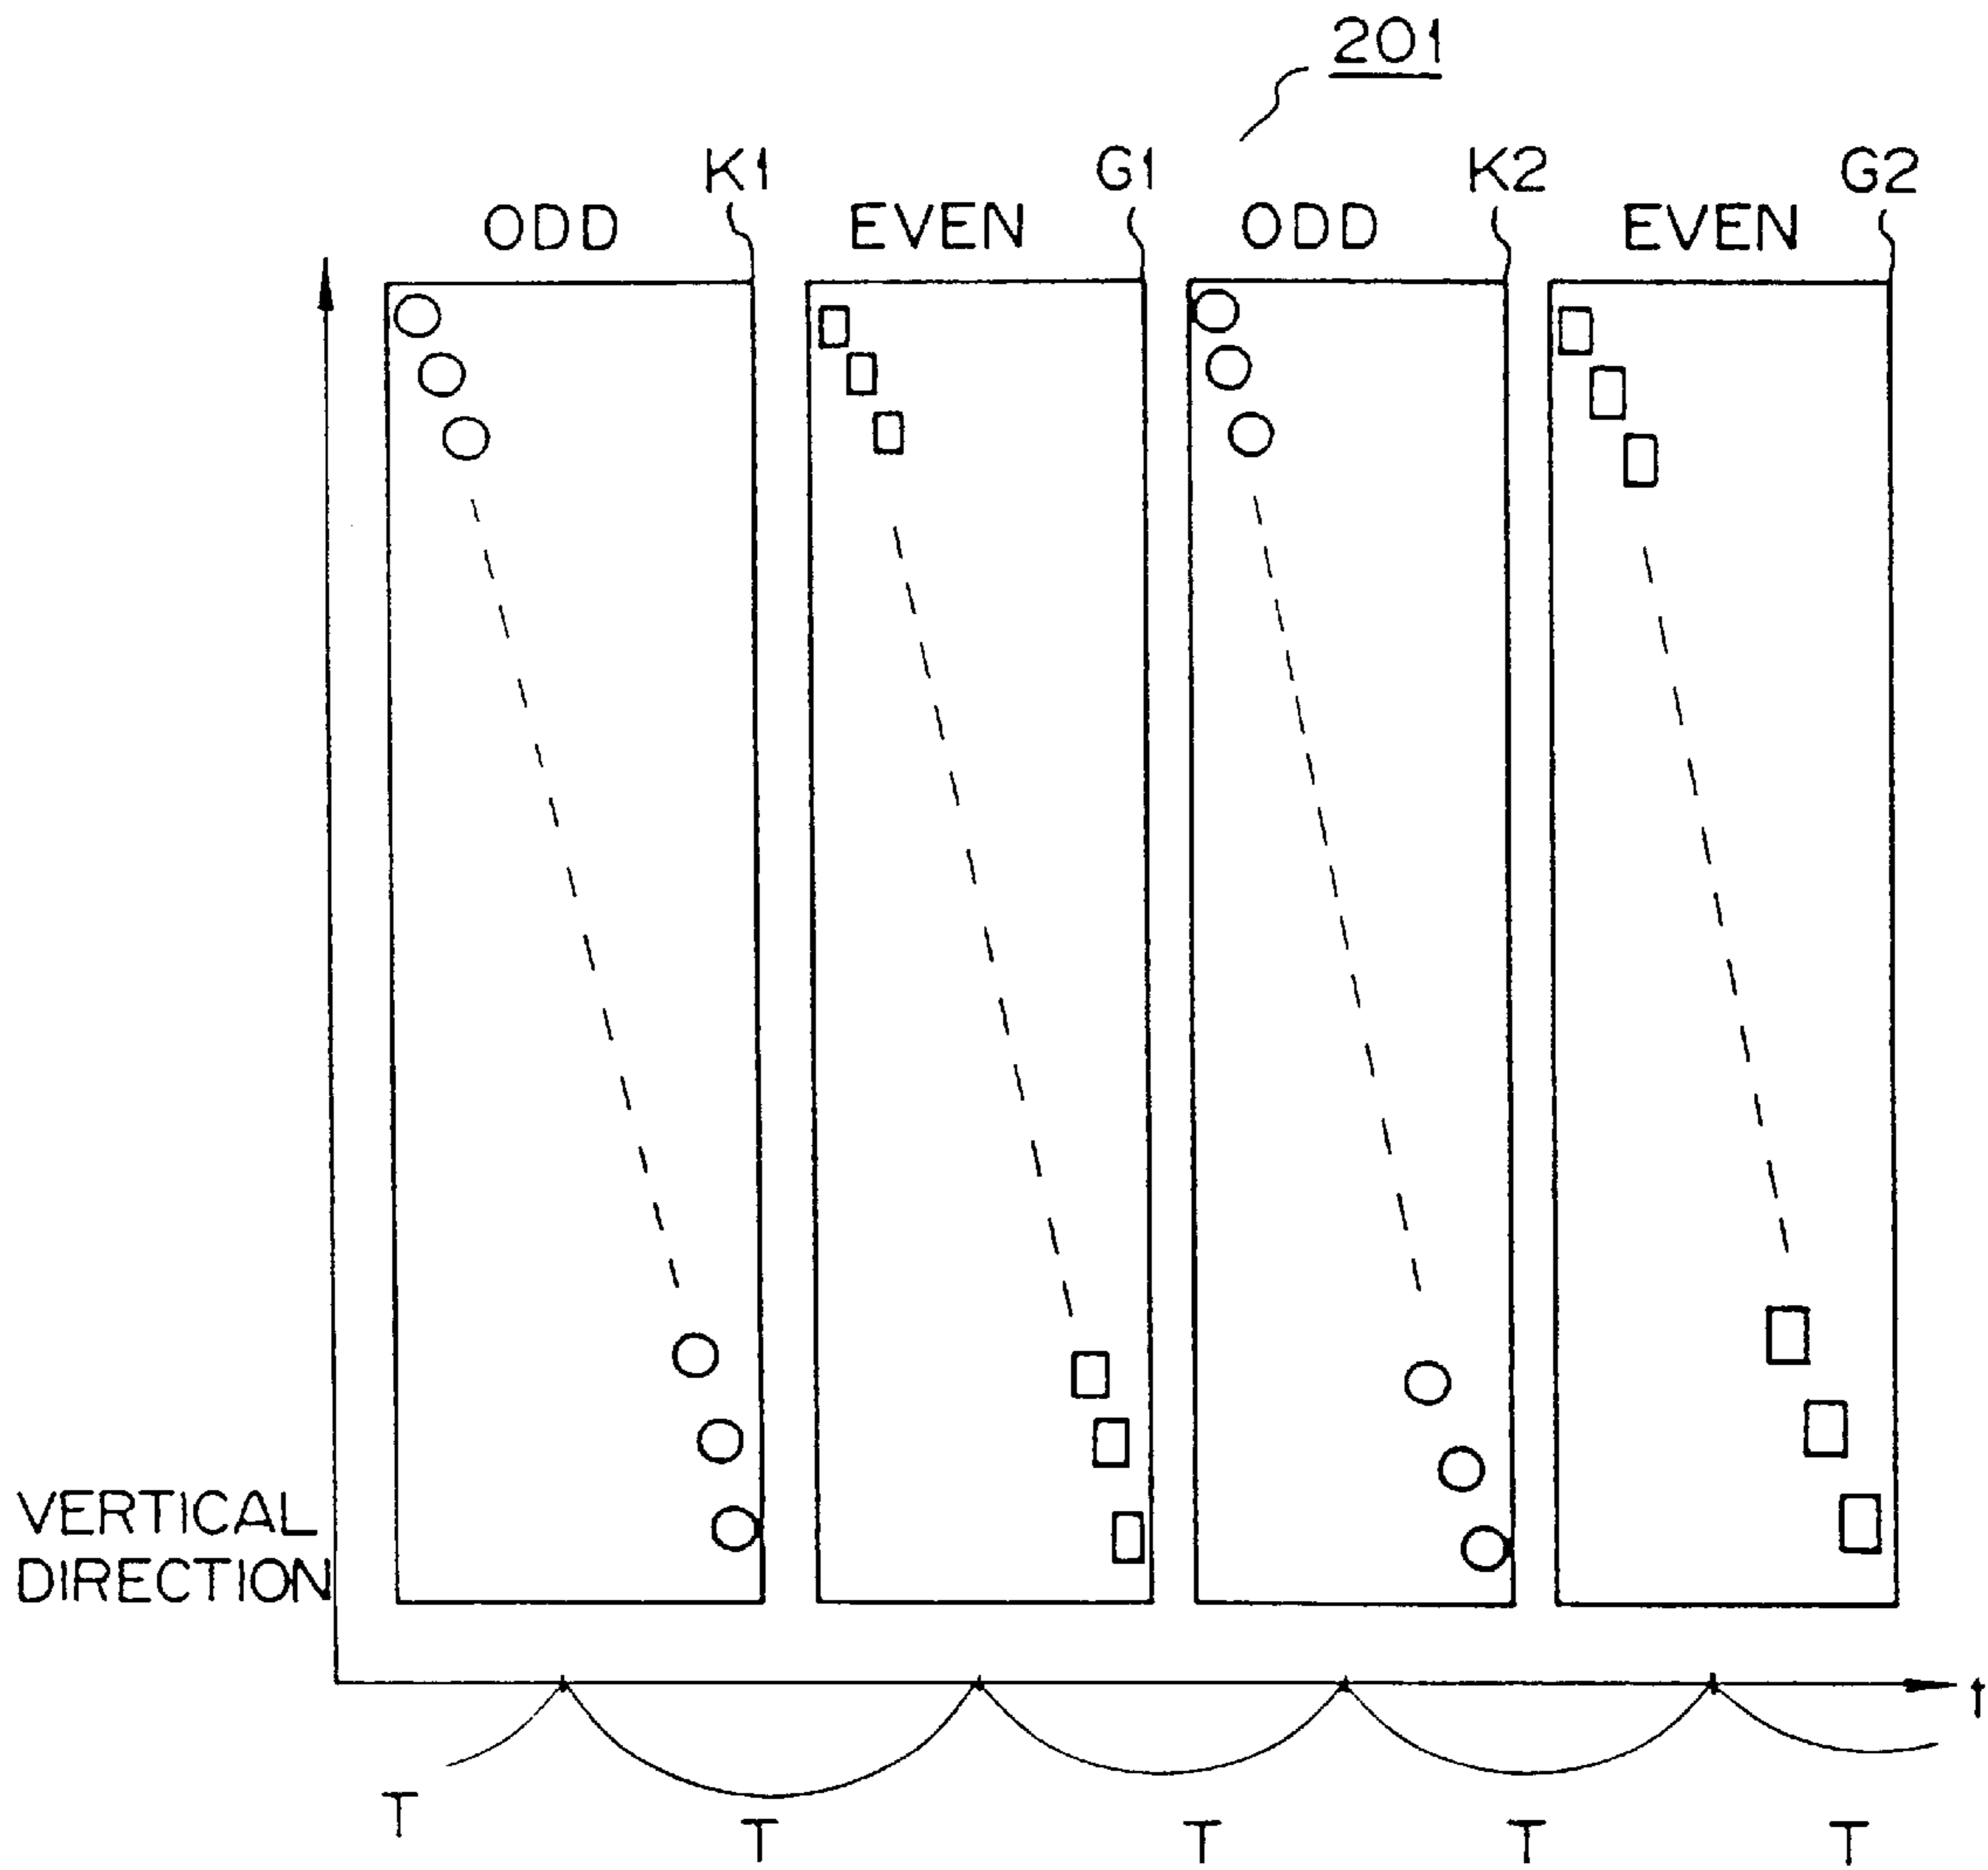 201
K1 G1 K2 G2
ODD EVEN ODD EVEN
VERTICAL
DIRECTION
t
T T T T T